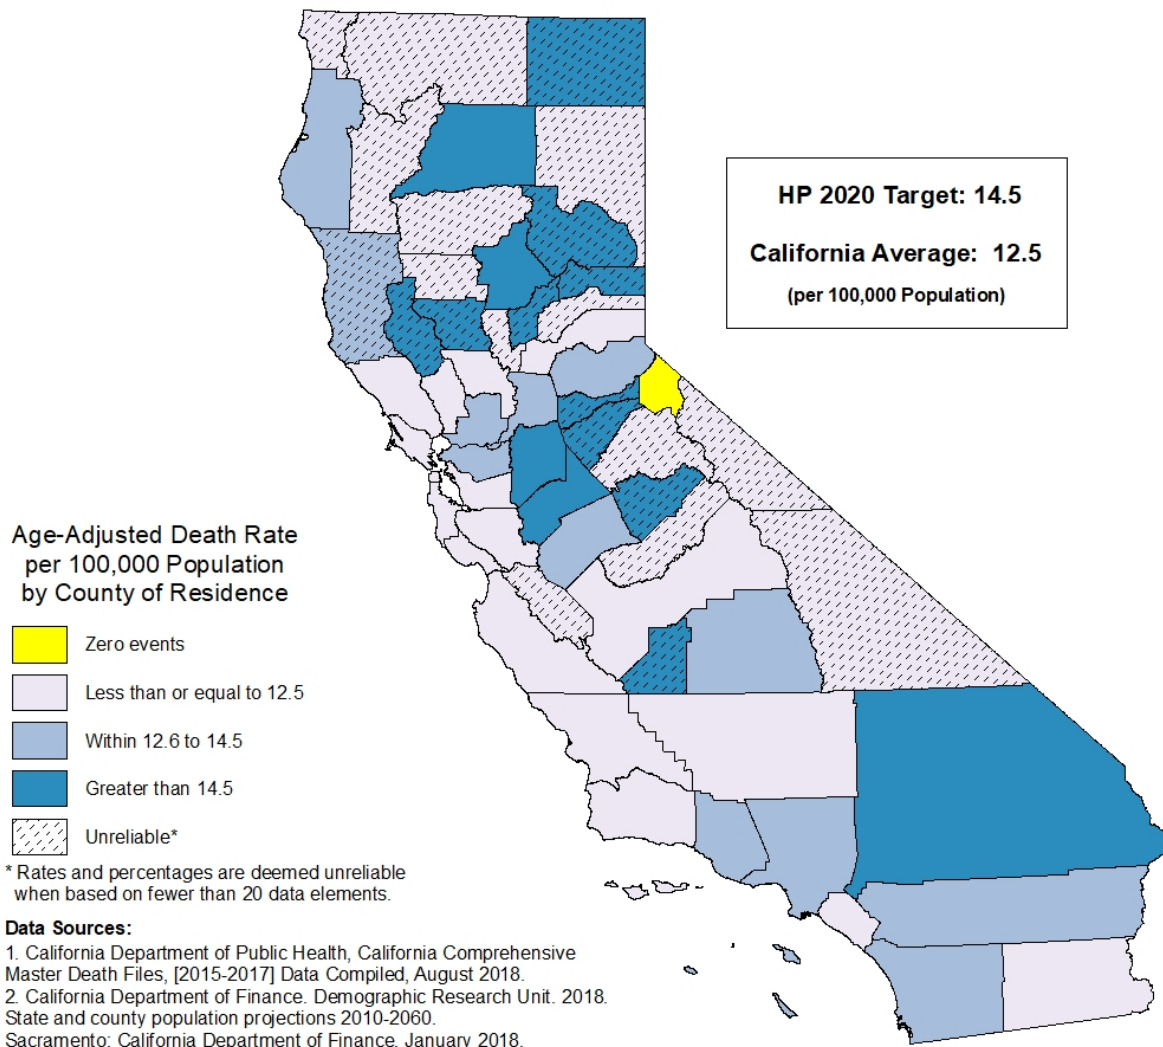 HP 2020 Target: 14.5
California Average: 12.5
(per 100,000 Population)
Age-Adjusted Death Rate
per 100,000 Population
by County of Residence
Zero events
Less than or equal to 12.5
Within 12.6 to 14.5
Greater than 14.5
Unreliable*
* Rates and percentages are deemed unreliable
when based on fewer than 20 data elements.
Data Sources:
1. California Department of Public Health, California Comprehensive
Master Death Files, [2015-2017] Data Compiled, August 2018.
2. California Department of Finance. Demographic Research Unit. 2018.
State and county population projections 2010-2060.
Sacramento: California Department of Finance. January 2018.